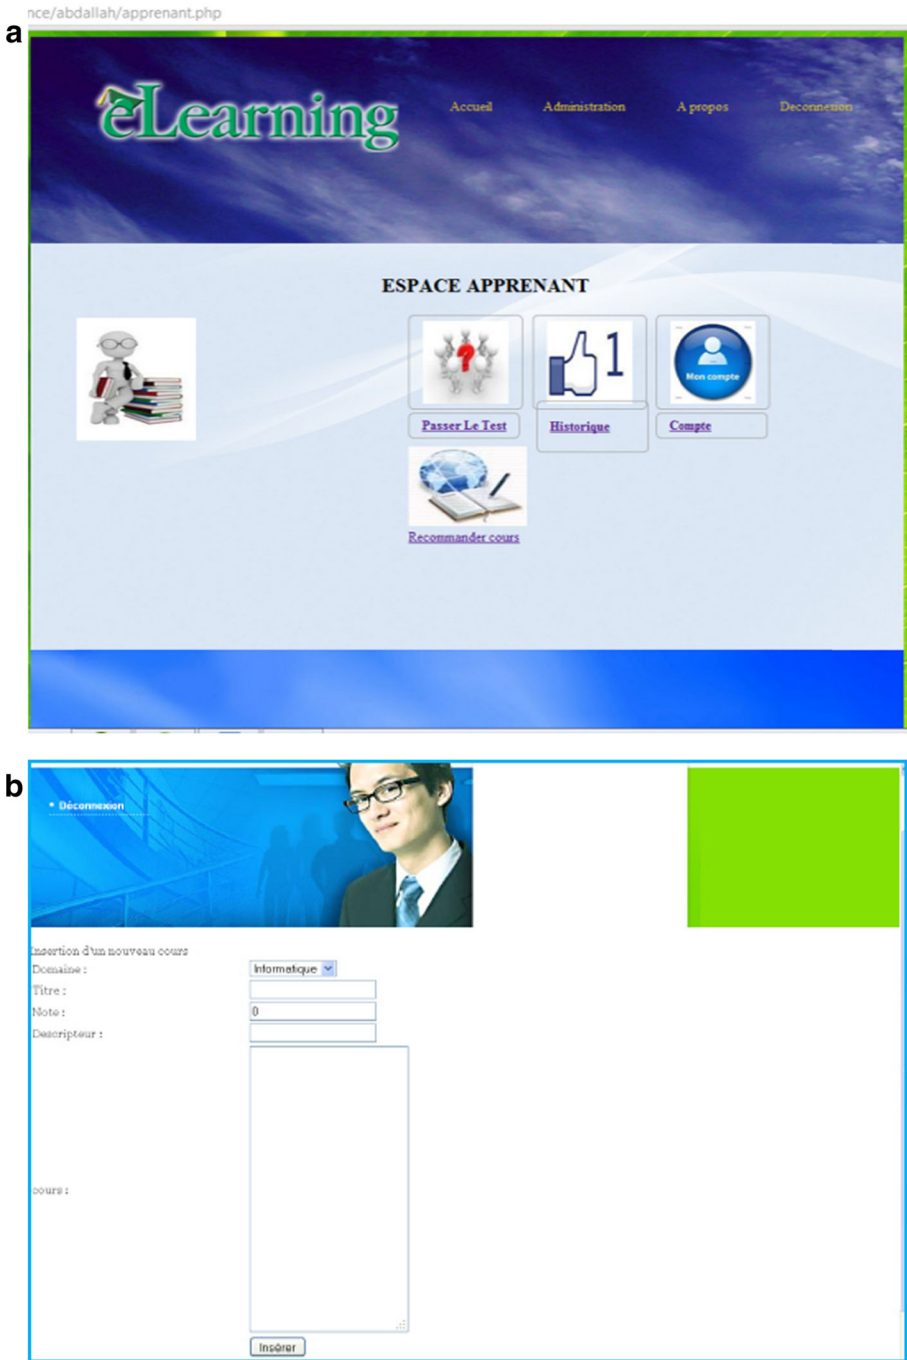 nce/abdallah/apprenant.php
a
eLearning
Accueil Administration A propos Deconnexion
ESPACE APPRENANT
? 1 Mon compte
Passer Le Test Historique Compte
Recommander cours
b
• Déconnexion
Insertion d'un nouveau cours
Domaine : Informatique
Titre :
Note : 0
Descripteur :
cours :
Insérer